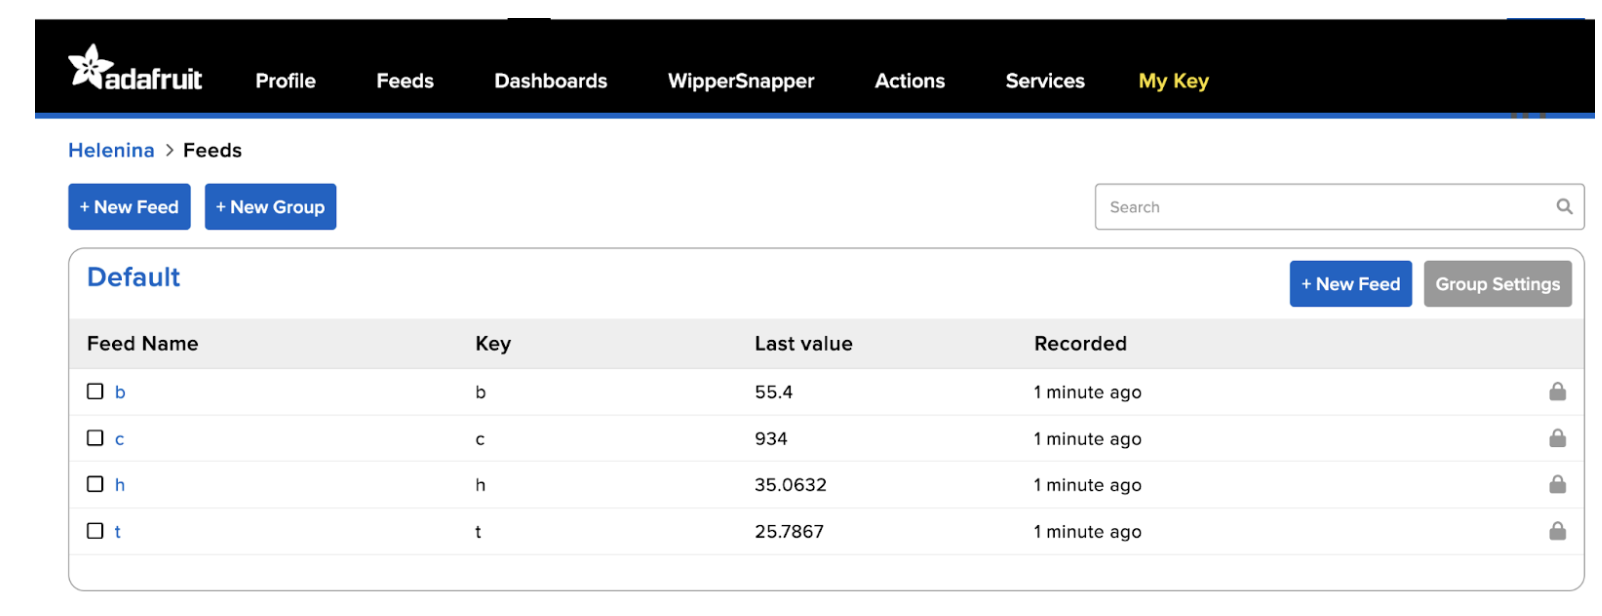 adafruit Profile Feeds Dashboards WipperSnapper Actions Services My Key
Helenina > Feeds
+ New Feed + New Group Search
Default + New Feed Group Settings
Feed Name Key Last value Recorded
b b 55.4 1 minute ago
c c 934 1 minute ago
h h 35.0632 1 minute ago
t t 25.7867 1 minute ago